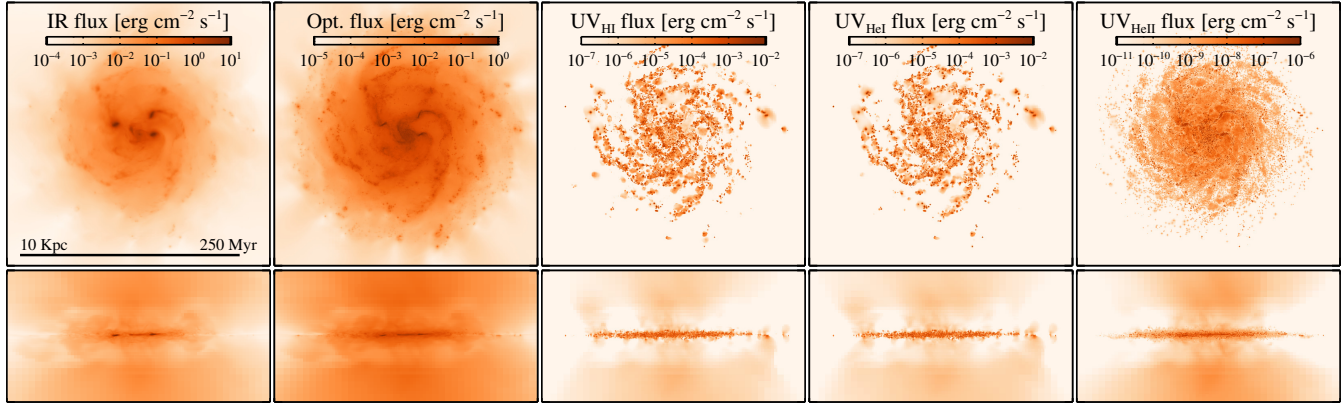 IR flux [erg cm⁻² s⁻¹]
10⁻⁴ 10⁻³ 10⁻² 10⁻¹ 10⁰ 10¹
Opt. flux [erg cm⁻² s⁻¹]
10⁻⁵ 10⁻⁴ 10⁻³ 10⁻² 10⁻¹ 10⁰
UV_HI flux [erg cm⁻² s⁻¹]
10⁻⁷ 10⁻⁶ 10⁻⁵ 10⁻⁴ 10⁻³ 10⁻²
UV_HeI flux [erg cm⁻² s⁻¹]
10⁻⁷ 10⁻⁶ 10⁻⁵ 10⁻⁴ 10⁻³ 10⁻²
UV_HeII flux [erg cm⁻² s⁻¹]
10⁻¹¹ 10⁻¹⁰ 10⁻⁹ 10⁻⁸ 10⁻⁷ 10⁻⁶
10 Kpc 250 Myr